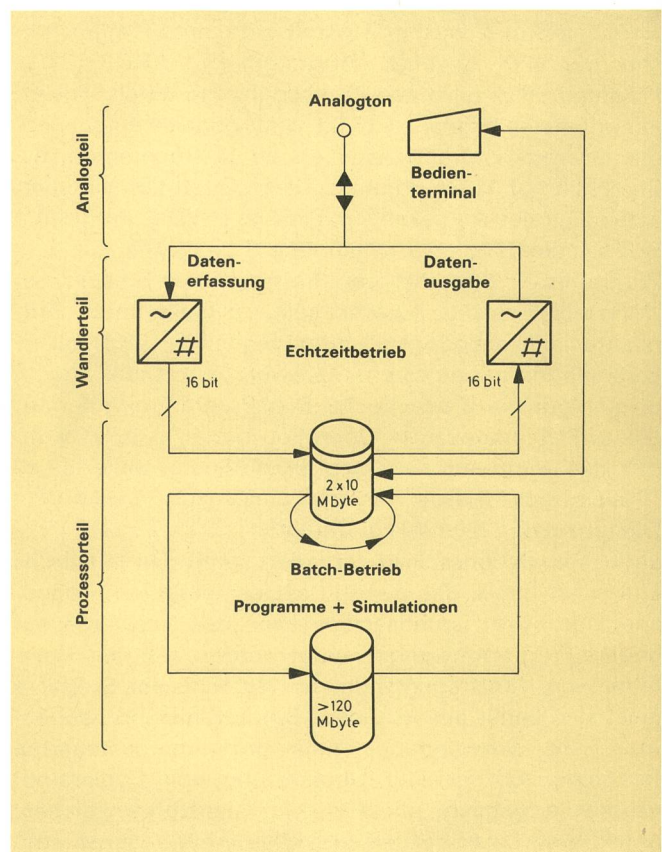 Analogton
Bedien-
terminal
Analogteil
Daten-
erfassung
Daten-
ausgabe
Wandlerteil
~
#
~
#
Echtzeitbetrieb
16 bit
16 bit
2 x 10
Mbyte
Batch-Betrieb
Prozessorteil
Programme + Simulationen
>120
Mbyte